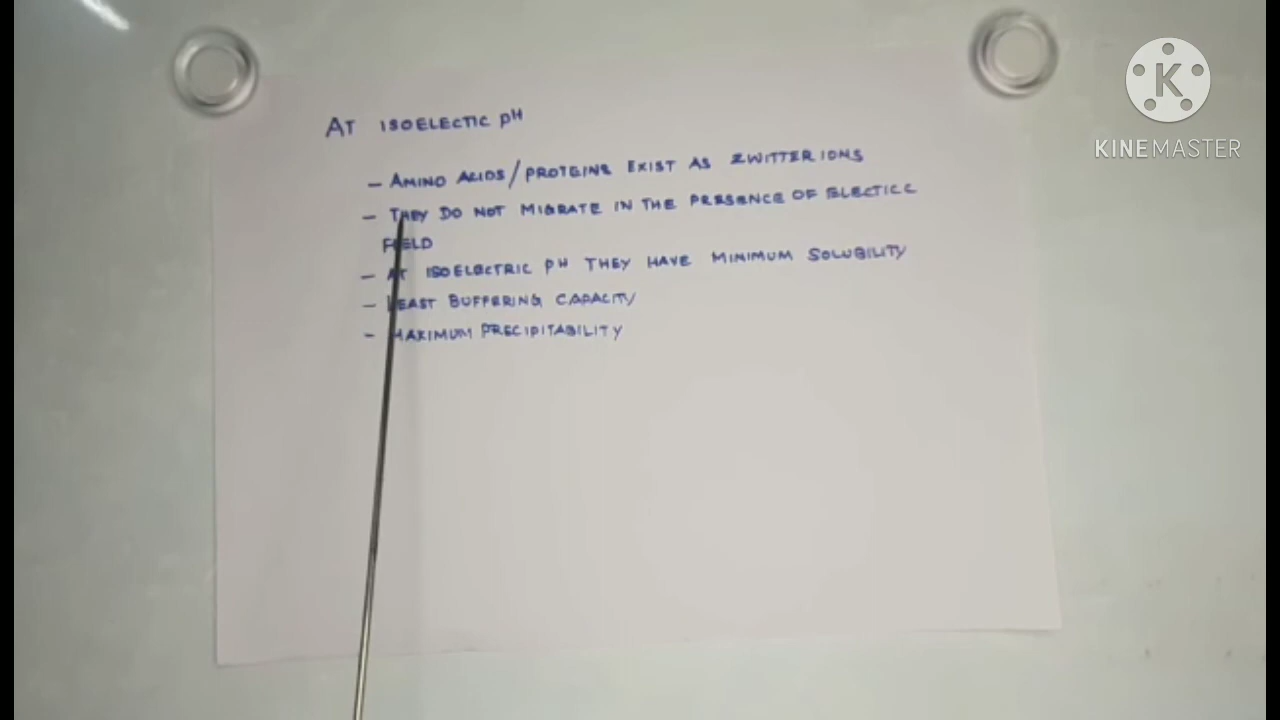 AT ISOELECTIC pH
- AMINO ACIDS/PROTEINS EXIST AS ZWITTER IONS
- THEY DO NOT MIGRATE IN THE PRESENCE OF ELECTICC
FIELD
- AT ISOELECTRIC PH THEY HAVE MINIMUM SOLUBILITY
- LEAST BUFFERING CAPACITY
- MAXIMUM PRECIPITABILITY
K
KINEMASTER